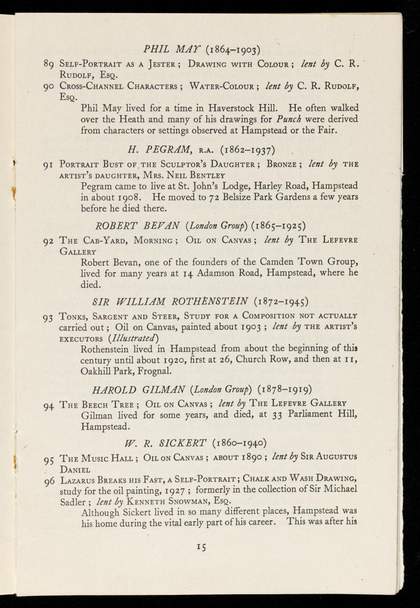 PHIL MAY (1864–1903)
89 Self-Portrait as a Jester ; Drawing with Colour ; lent by C. R.
Rudolf, Esq.
90 Cross-Channel Characters ; Water-Colour ; lent by C. R. Rudolf,
Esq.
Phil May lived for a time in Haverstock Hill. He often walked
over the Heath and many of his drawings for Punch were derived
from characters or settings observed at Hampstead or the Fair.
H. PEGRAM, R.A. (1862–1937)
91 Portrait Bust of the Sculptor's Daughter ; Bronze ; lent by the
artist's daughter, Mrs. Neil Bentley
Pegram came to live at St. John's Lodge, Harley Road, Hampstead
in about 1908. He moved to 72 Belsize Park Gardens a few years
before he died there.
ROBERT BEVAN (London Group) (1865–1925)
92 The Cab-Yard, Morning ; Oil on Canvas ; lent by The Lefevre
Gallery
Robert Bevan, one of the founders of the Camden Town Group,
lived for many years at 14 Adamson Road, Hampstead, where he
died.
SIR WILLIAM ROTHENSTEIN (1872–1945)
93 Tonks, Sargent and Steer, Study for a Composition not actually
carried out ; Oil on Canvas, painted about 1903 ; lent by the artist's
executors (Illustrated)
Rothenstein lived in Hampstead from about the beginning of this
century until about 1920, first at 26, Church Row, and then at 11,
Oakhill Park, Frognal.
HAROLD GILMAN (London Group) (1878–1919)
94 The Beech Tree ; Oil on Canvas ; lent by The Lefevre Gallery
Gilman lived for some years, and died, at 33 Parliament Hill,
Hampstead.
W. R. SICKERT (1860–1940)
95 The Music Hall ; Oil on Canvas ; about 1890 ; lent by Sir Augustus
Daniel
96 Lazarus Breaks his Fast, a Self-Portrait ; Chalk and Wash Drawing,
study for the oil painting, 1927 ; formerly in the collection of Sir Michael
Sadler ; lent by Kenneth Snowman, Esq.
Although Sickert lived in so many different places, Hampstead was
his home during the vital early part of his career. This was after his
15